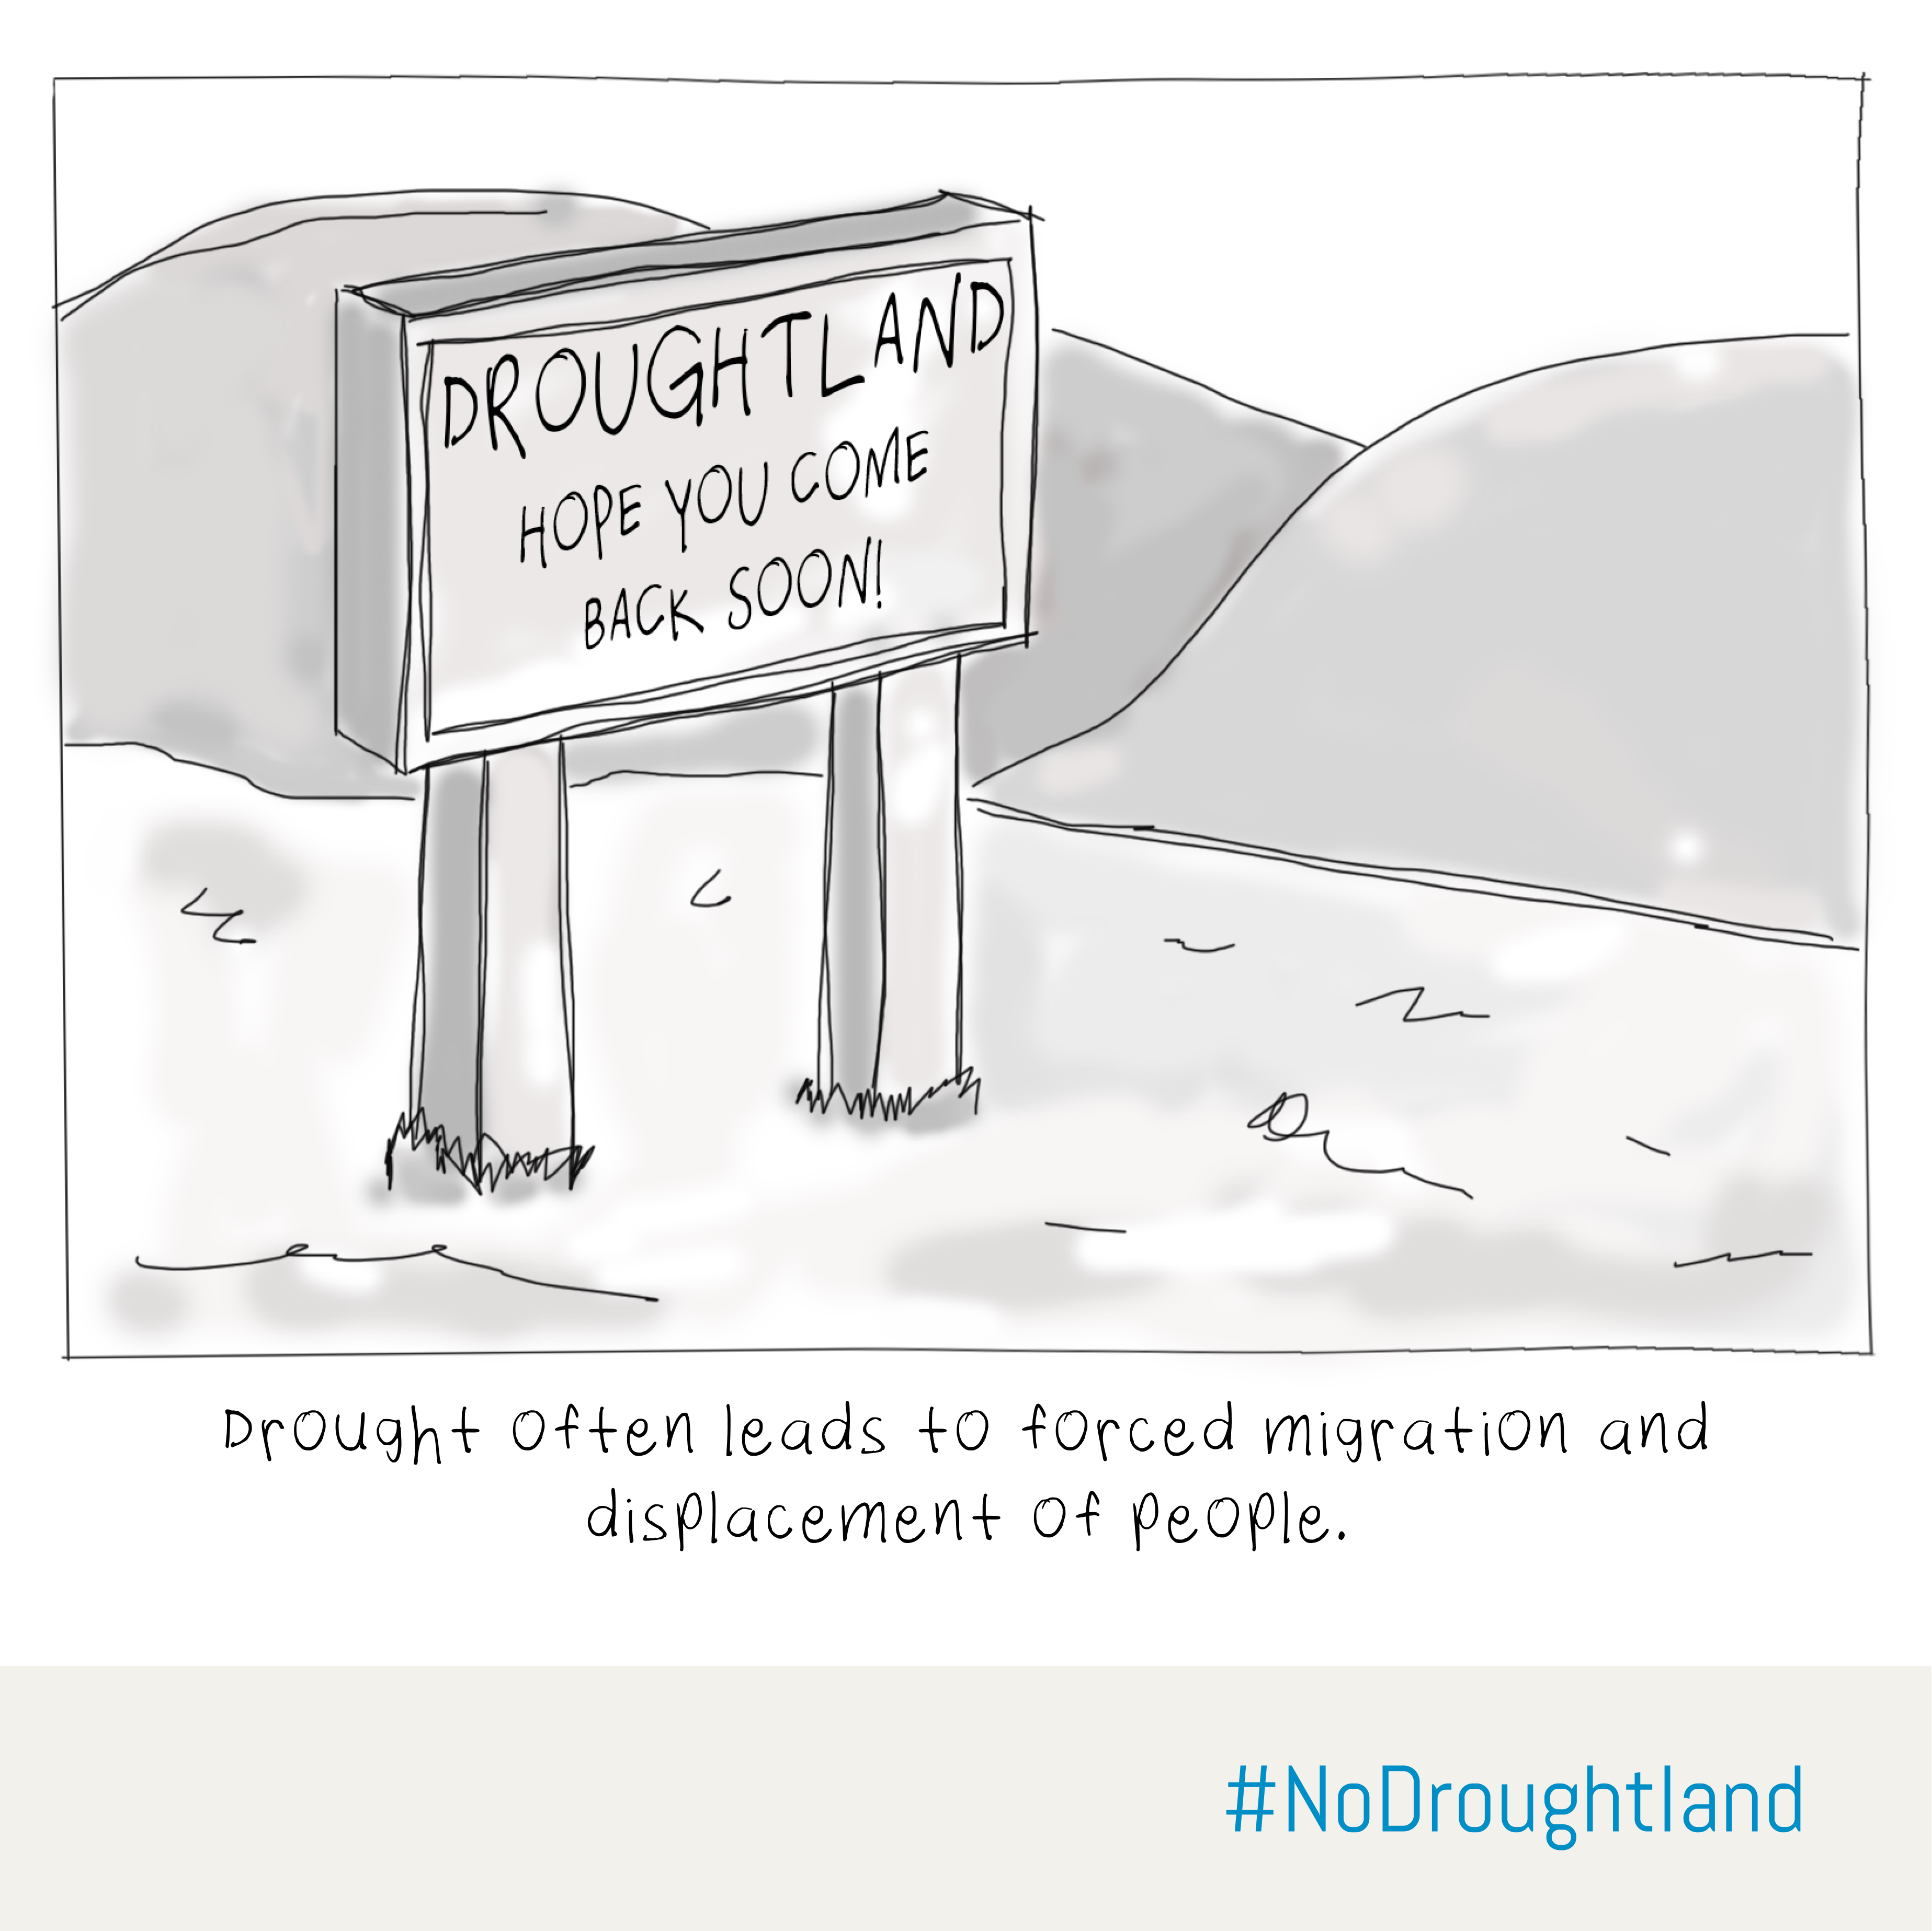 DROUGHTLAND
HOPE YOU COME
BACK SOON!
Drought often leads to forced migration and
displacement of people.
#NoDroughtland